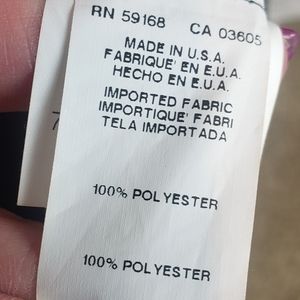 RN 59168 CA 03605
MADE IN U.S.A.
FABRIQUE' EN E.U.A.
HECHO EN E.U.A.
IMPORTED FABRIC
IMPORTIQUE' FABRI
TELA IMPORTADA
7
100% POLYESTER
100% POLYESTER